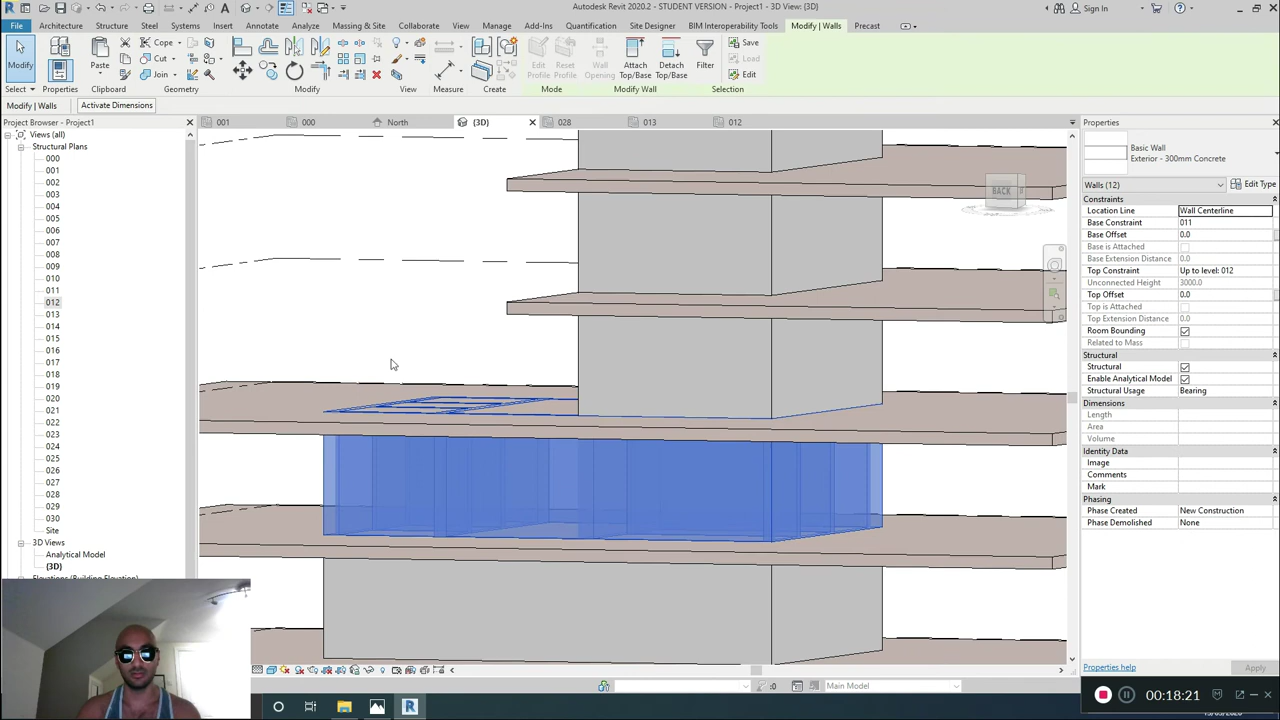 Autodesk Revit 2020.2 - STUDENT VERSION - Project1 - 3D View: {3D}
Sign In
File Architecture Structure Steel Systems Insert Annotate Analyze Massing & Site Collaborate View Manage Add-Ins Quantification Site Designer BIM Interoperability Tools Modify | Walls Precast
Modify
Paste
Cope
Cut
Join
Edit Profile
Reset Profile
Wall Opening
Attach Top/Base
Detach Top/Base
Filter
Save
Load
Edit
Select Properties Clipboard Geometry Modify View Measure Create Mode Modify Wall Selection
Modify | Walls Activate Dimensions
Project Browser - Project1
001 000 North {3D} 028 013 012
Views (all)
Structural Plans
000
001
002
003
004
005
006
007
008
009
010
011
012
013
014
015
016
017
018
019
020
021
022
023
024
025
026
027
028
029
030
Site
3D Views
Analytical Model
{3D}
Elevations (Building Elevation)
BACK
Properties
Basic Wall
Exterior - 300mm Concrete
Walls (12) Edit Type
Constraints
Location Line Wall Centerline
Base Constraint 011
Base Offset 0.0
Base is Attached
Base Extension Distance 0.0
Top Constraint Up to level: 012
Unconnected Height 3000.0
Top Offset 0.0
Top is Attached
Top Extension Distance 0.0
Room Bounding
Related to Mass
Structural
Structural
Enable Analytical Model
Structural Usage Bearing
Dimensions
Length
Area
Volume
Identity Data
Image
Comments
Mark
Phasing
Phase Created New Construction
Phase Demolished None
Properties help Apply
:0 Main Model
00:18:21